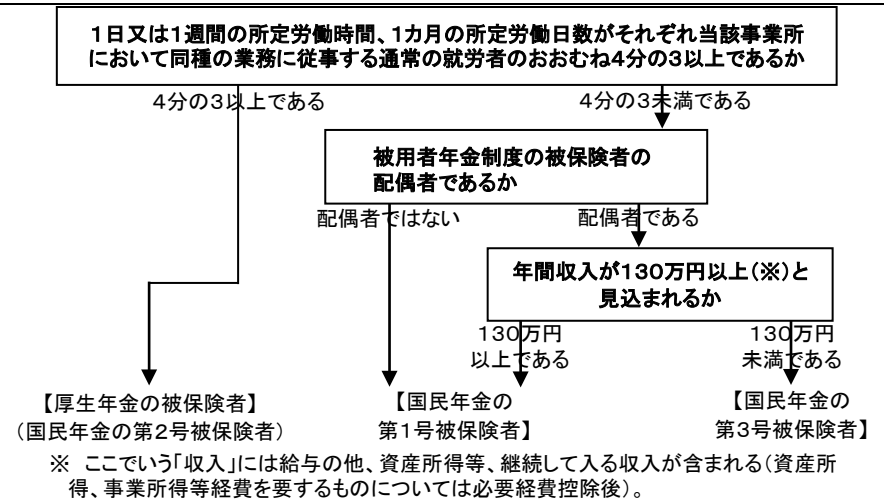 1日又は1週間の所定労働時間、1カ月の所定労働日数がそれぞれ当該事業所
において同種の業務に従事する通常の就労者のおおむね4分の3以上であるか
4分の3以上である
4分の3未満である
被用者年金制度の被保険者の
配偶者であるか
配偶者ではない
配偶者である
年間収入が130万円以上(※)と
見込まれるか
130万円
以上である
130万円
未満である
【厚生年金の被保険者】
(国民年金の第2号被保険者)
【国民年金の
第1号被保険者】
【国民年金の
第3号被保険者】
※ ここでいう「収入」には給与の他、資産所得等、継続して入る収入が含まれる(資産所
得、事業所得等経費を要するものについては必要経費控除後)。